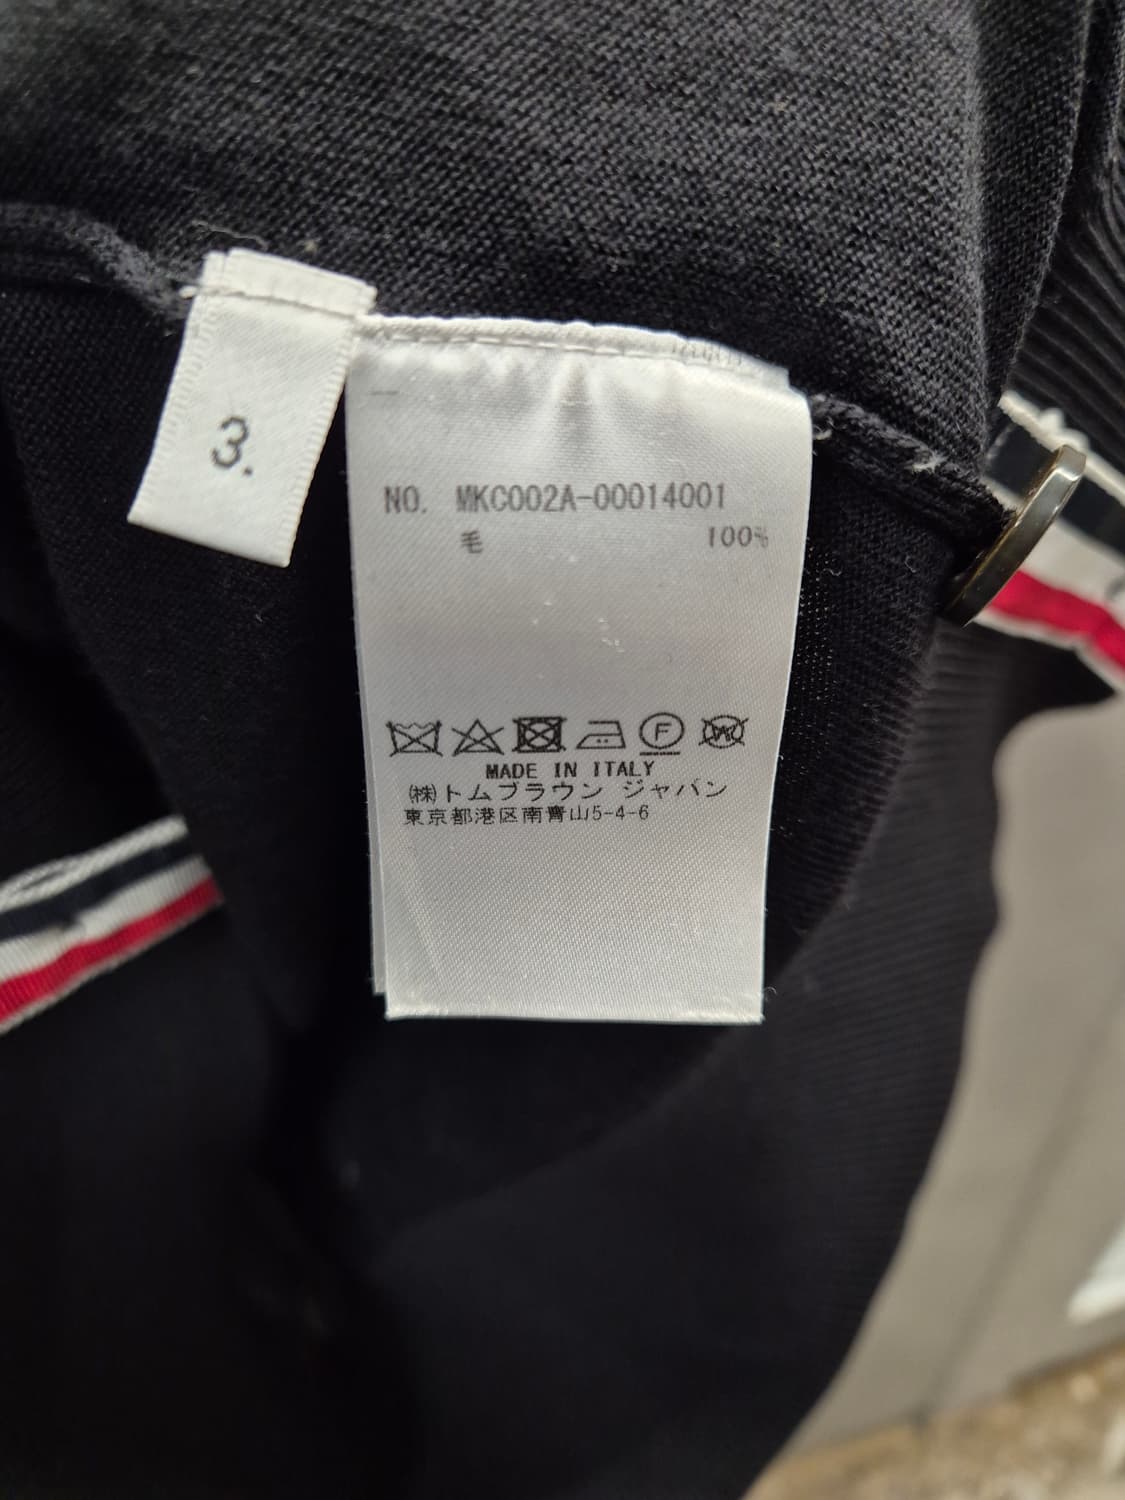 3.
NO. MKC002A-00014001
毛 100%
F
W
MADE IN ITALY
㈱トムブラウン ジャパン
東京都港区南青山5-4-6